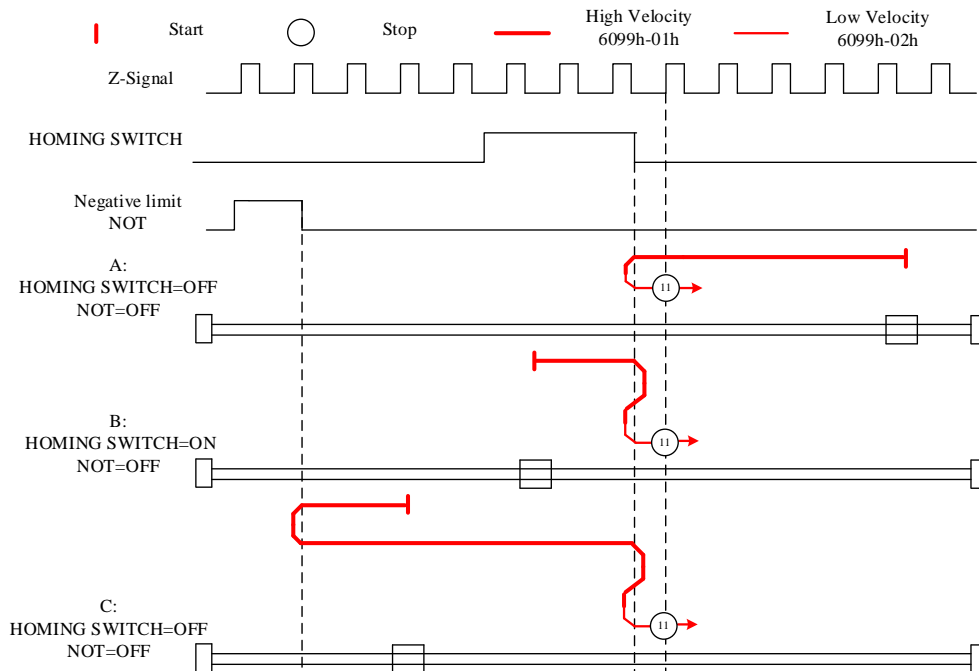 Start
Stop
High Velocity
6099h-01h
Low Velocity
6099h-02h
Z-Signal
HOMING SWITCH
Negative limit
NOT
A:
HOMING SWITCH=OFF
NOT=OFF
11
B:
HOMING SWITCH=ON
NOT=OFF
11
C:
HOMING SWITCH=OFF
NOT=OFF
11